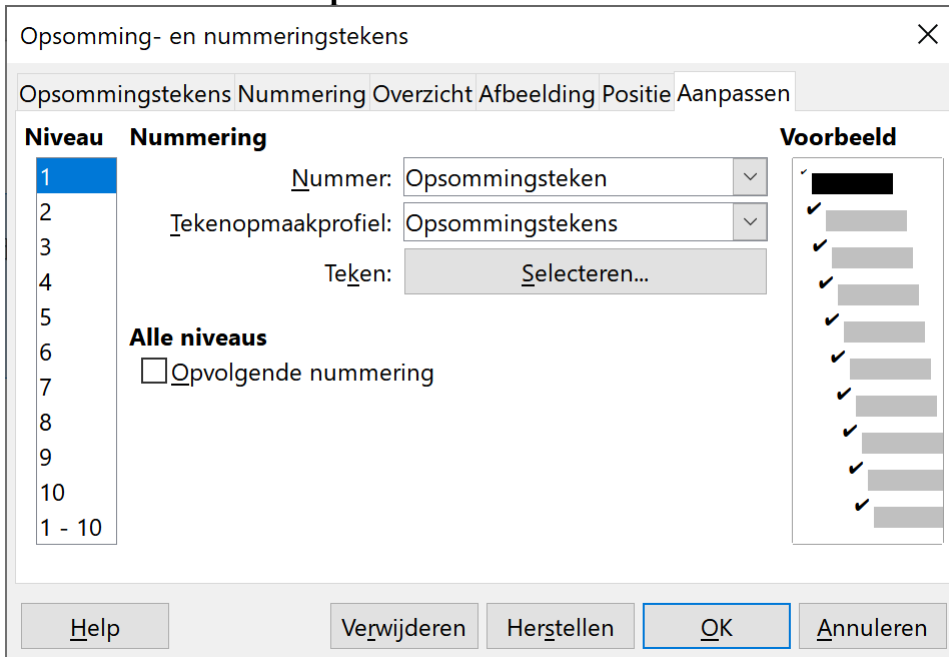 Opsomming- en nummeringstekens
Opsommingstekens Nummering Overzicht Afbeelding Positie Aanpassen
Niveau Nummering Voorbeeld
1 Nummer: Opsommingsteken
2 Tekenopmaakprofiel: Opsommingstekens
3
4 Teken: Selecteren...
5
Alle niveaus
6
Opvolgende nummering
7
8
9
10
1 - 10
Help Verwijderen Herstellen OK Annuleren